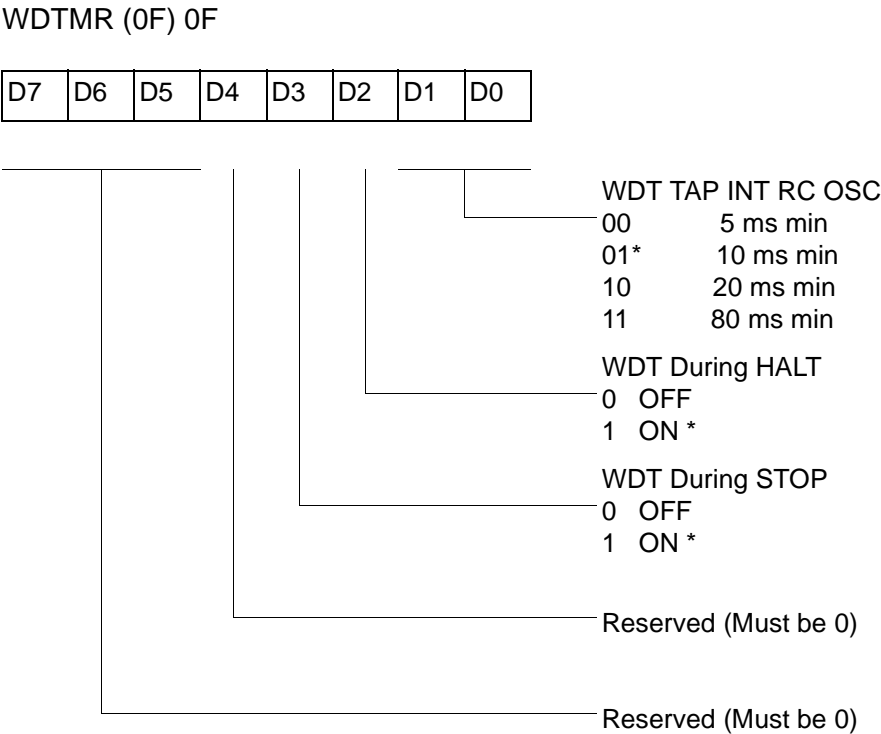 WDTMR (0F) 0F
D7 D6 D5 D4 D3 D2 D1 D0
WDT TAP INT RC OSC
00 5 ms min
01* 10 ms min
10 20 ms min
11 80 ms min
WDT During HALT
0 OFF
1 ON *
WDT During STOP
0 OFF
1 ON *
Reserved (Must be 0)
Reserved (Must be 0)